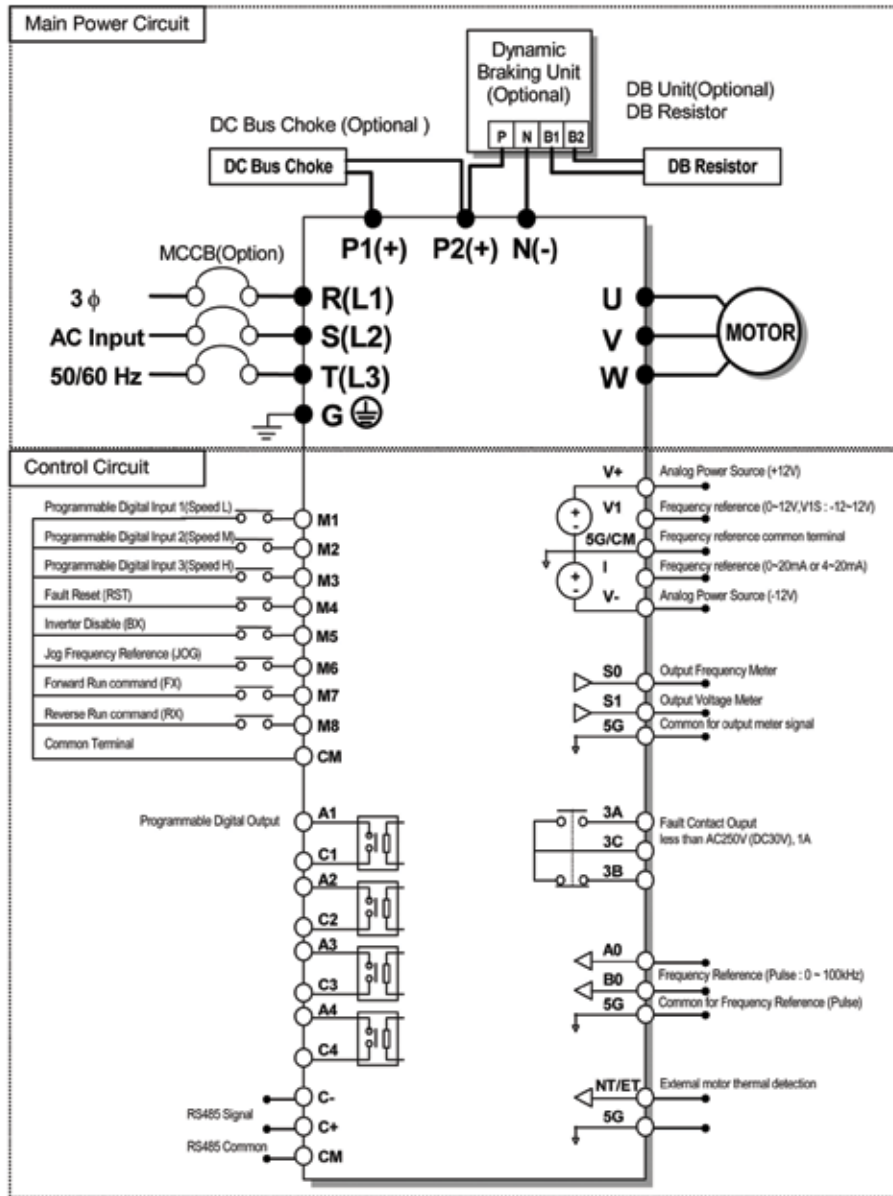 Main Power Circuit
Dynamic
Braking Unit
(Optional)
P N B1 B2
DB Unit(Optional)
DB Resistor
DC Bus Choke (Optional )
DC Bus Choke
DB Resistor
P1(+) P2(+) N(-)
MCCB(Option)
3 ϕ
R(L1)
U
AC Input
S(L2)
V
MOTOR
50/60 Hz
T(L3)
W
G
Control Circuit
Programmable Digital Input 1(Speed L)
M1
Programmable Digital Input 2(Speed M)
M2
Programmable Digital Input 3(Speed H)
M3
Fault Reset (RST)
M4
Inverter Disable (BX)
M5
Jog Frequency Reference (JOG)
M6
Forward Run command (FX)
M7
Reverse Run command (RX)
M8
Common Terminal
CM
V+
Analog Power Source (+12V)
+
-
V1
Frequency reference (0~12V,V1S : -12~12V)
5G/CM
Frequency reference common terminal
+
-
I
Frequency reference (0~20mA or 4~20mA)
V-
Analog Power Source (-12V)
S0
Output Frequency Meter
S1
Output Voltage Meter
5G
Common for output meter signal
Programmable Digital Output
A1
C1
A2
C2
A3
C3
A4
C4
3A
Fault Contact Ouput
less than AC250V (DC30V), 1A
3C
3B
A0
Frequency Reference (Pulse : 0 ~ 100kHz)
B0
5G
Common for Frequency Reference (Pulse)
NT/ET
External motor thermal detection
5G
C-
RS485 Signal
C+
RS485 Common
CM